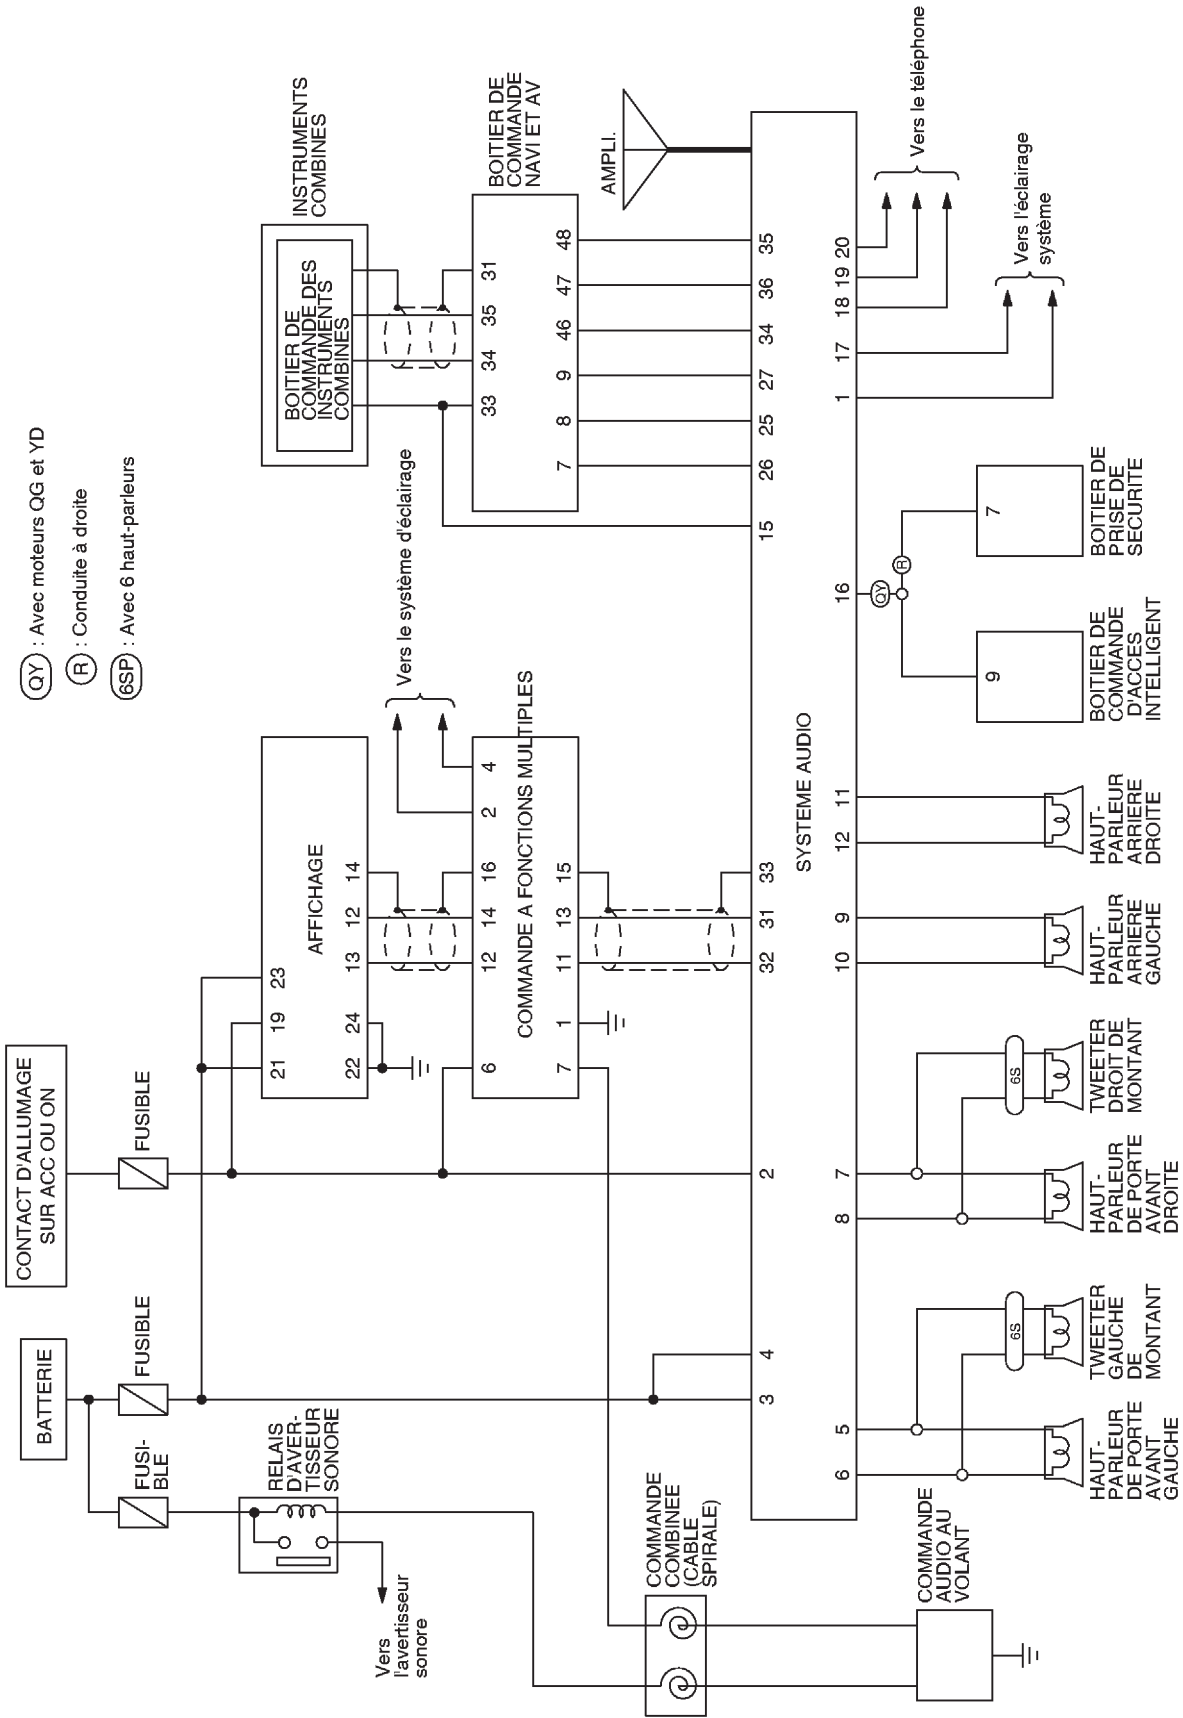 QY : Avec moteurs QG et YD
R : Conduite à droite
6SP : Avec 6 haut-parleurs
BATTERIE
CONTACT D'ALLUMAGE
SUR ACC OU ON
FUSI-
BLE
FUSIBLE
FUSIBLE
RELAIS
D'AVER-
TISSEUR
SONORE
Vers
l'avertisseur
sonore
21
19
23
AFFICHAGE
22
24
13
12
14
Vers le système d'éclairage
6
12
14
16
2
4
COMMANDE A FONCTIONS MULTIPLES
7
1
11
13
15
INSTRUMENTS
COMBINES
BOITIER DE
COMMANDE DES
INSTRUMENTS
COMBINES
33
34
35
31
BOITIER DE
COMMANDE
NAVI ET AV
7
8
9
46
47
48
AMPLI.
COMMANDE
COMBINEE
(CABLE
SPIRALE)
3
4
2
32
31
33
15
26
25
27
34
36
35
SYSTEME AUDIO
6
5
8
7
10
9
12
11
16
1
17
18
19
20
COMMANDE
AUDIO AU
VOLANT
QY
R
Vers le téléphone
Vers l'éclairage
système
9
7
6S
6S
HAUT-
PARLEUR
DE PORTE
AVANT
GAUCHE
TWEETER
GAUCHE
DE
MONTANT
HAUT-
PARLEUR
DE PORTE
AVANT
DROITE
TWEETER
DROIT DE
MONTANT
HAUT-
PARLEUR
ARRIERE
GAUCHE
HAUT-
PARLEUR
ARRIERE
DROITE
BOITIER DE
COMMANDE
D'ACCES
INTELLIGENT
BOITIER DE
PRISE DE
SECURITE